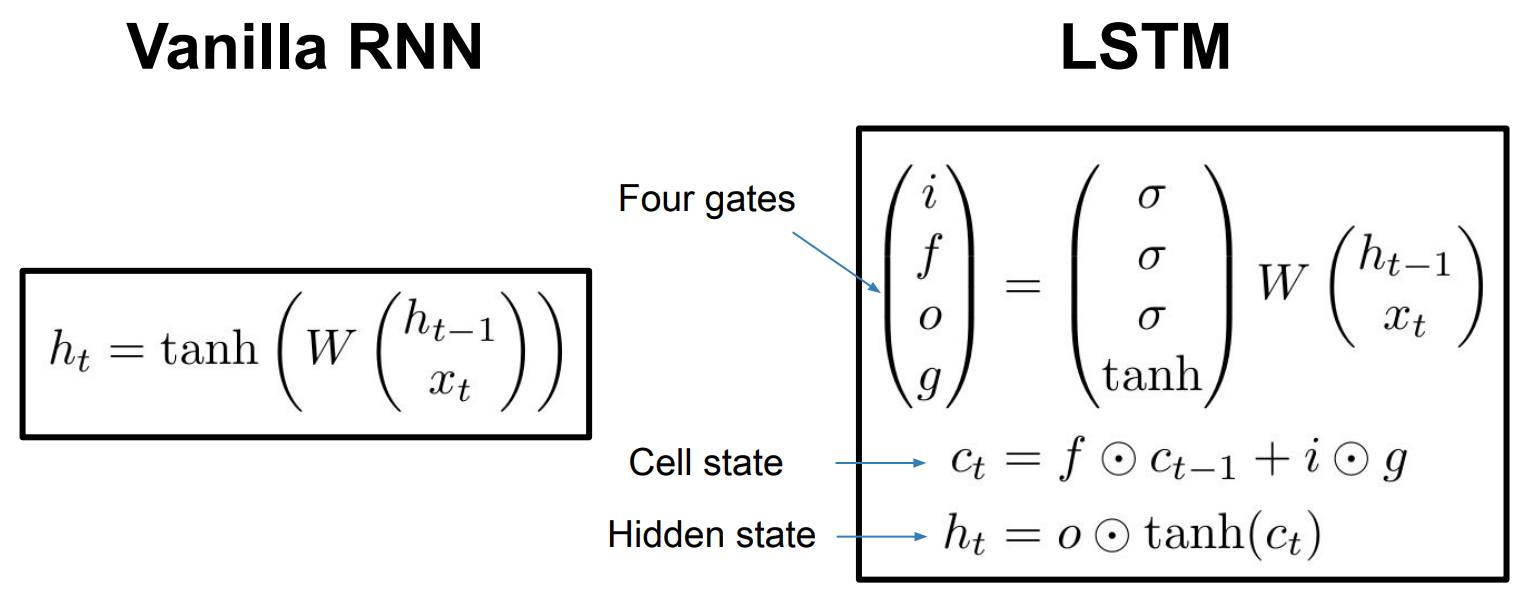 Vanilla RNN
h_t = tanh ( W ( h_{t−1} x_t ) )
LSTM
Four gates
( i f o g ) = ( σ σ σ tanh ) W ( h_{t−1} x_t )
Cell state
c_t = f ⊙ c_{t−1} + i ⊙ g
Hidden state
h_t = o ⊙ tanh(c_t)